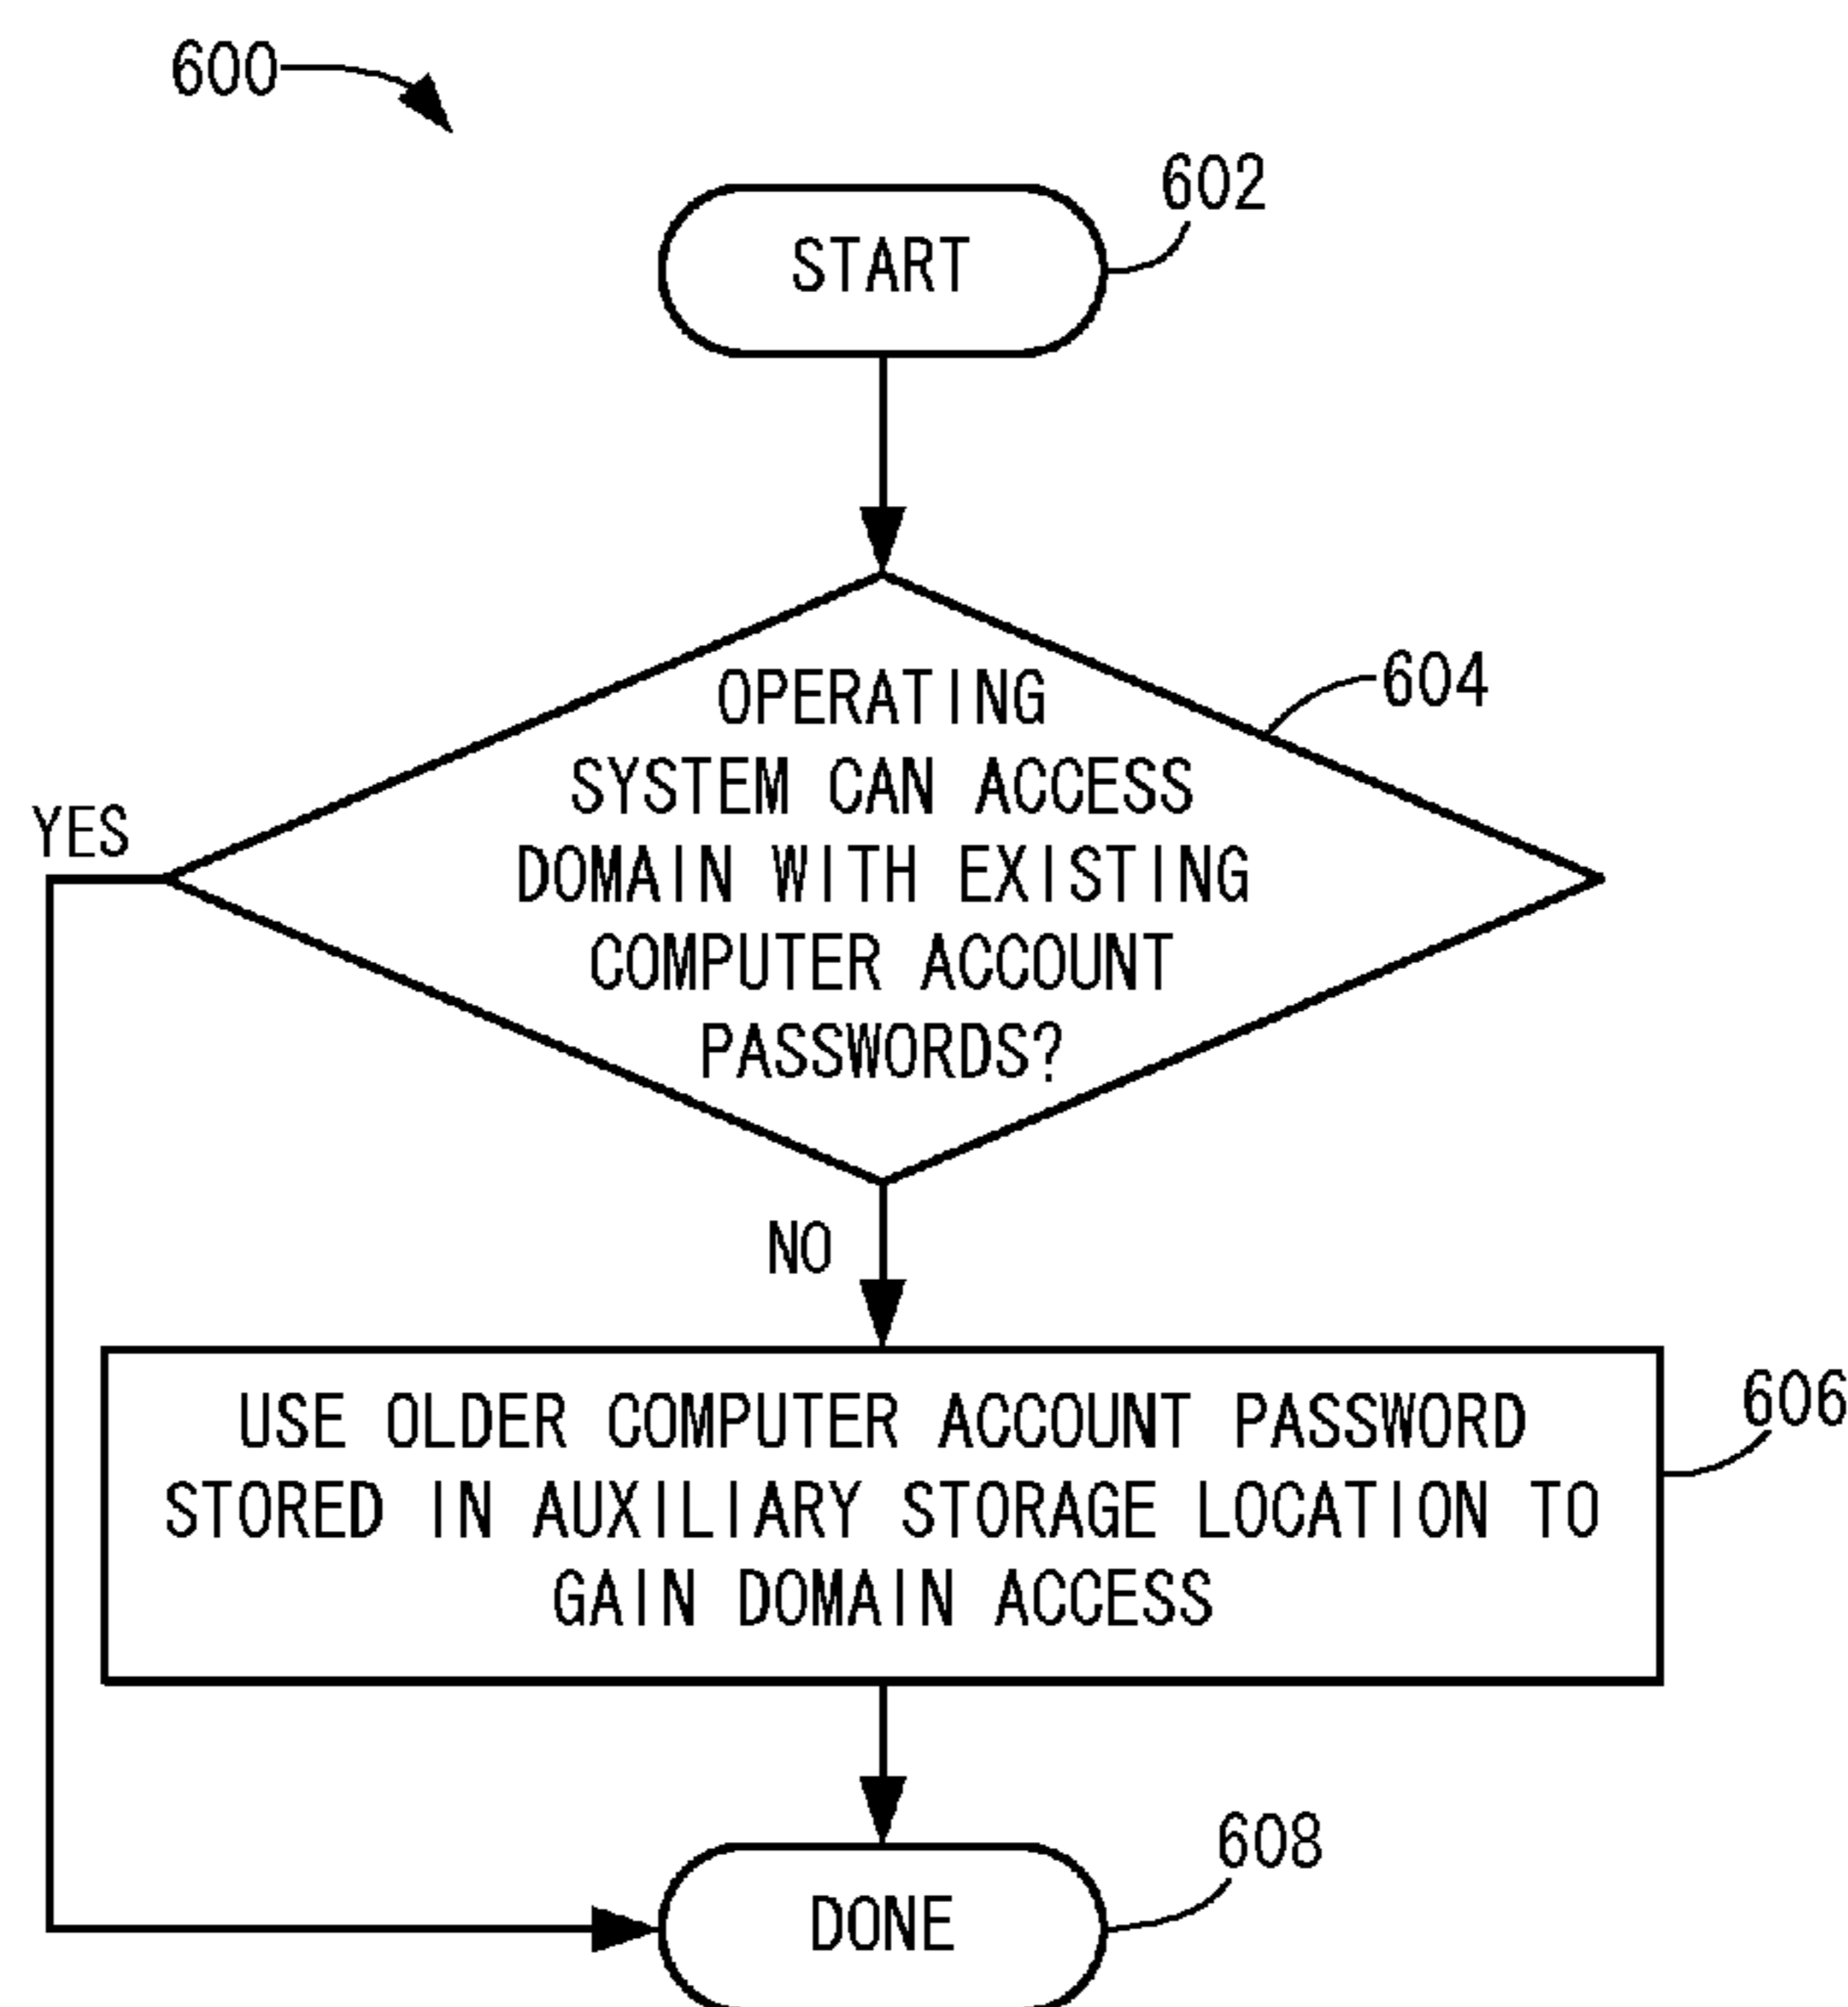 600
602
START
604
OPERATING
SYSTEM CAN ACCESS
DOMAIN WITH EXISTING
COMPUTER ACCOUNT
PASSWORDS?
YES
NO
606
USE OLDER COMPUTER ACCOUNT PASSWORD
STORED IN AUXILIARY STORAGE LOCATION TO
GAIN DOMAIN ACCESS
608
DONE